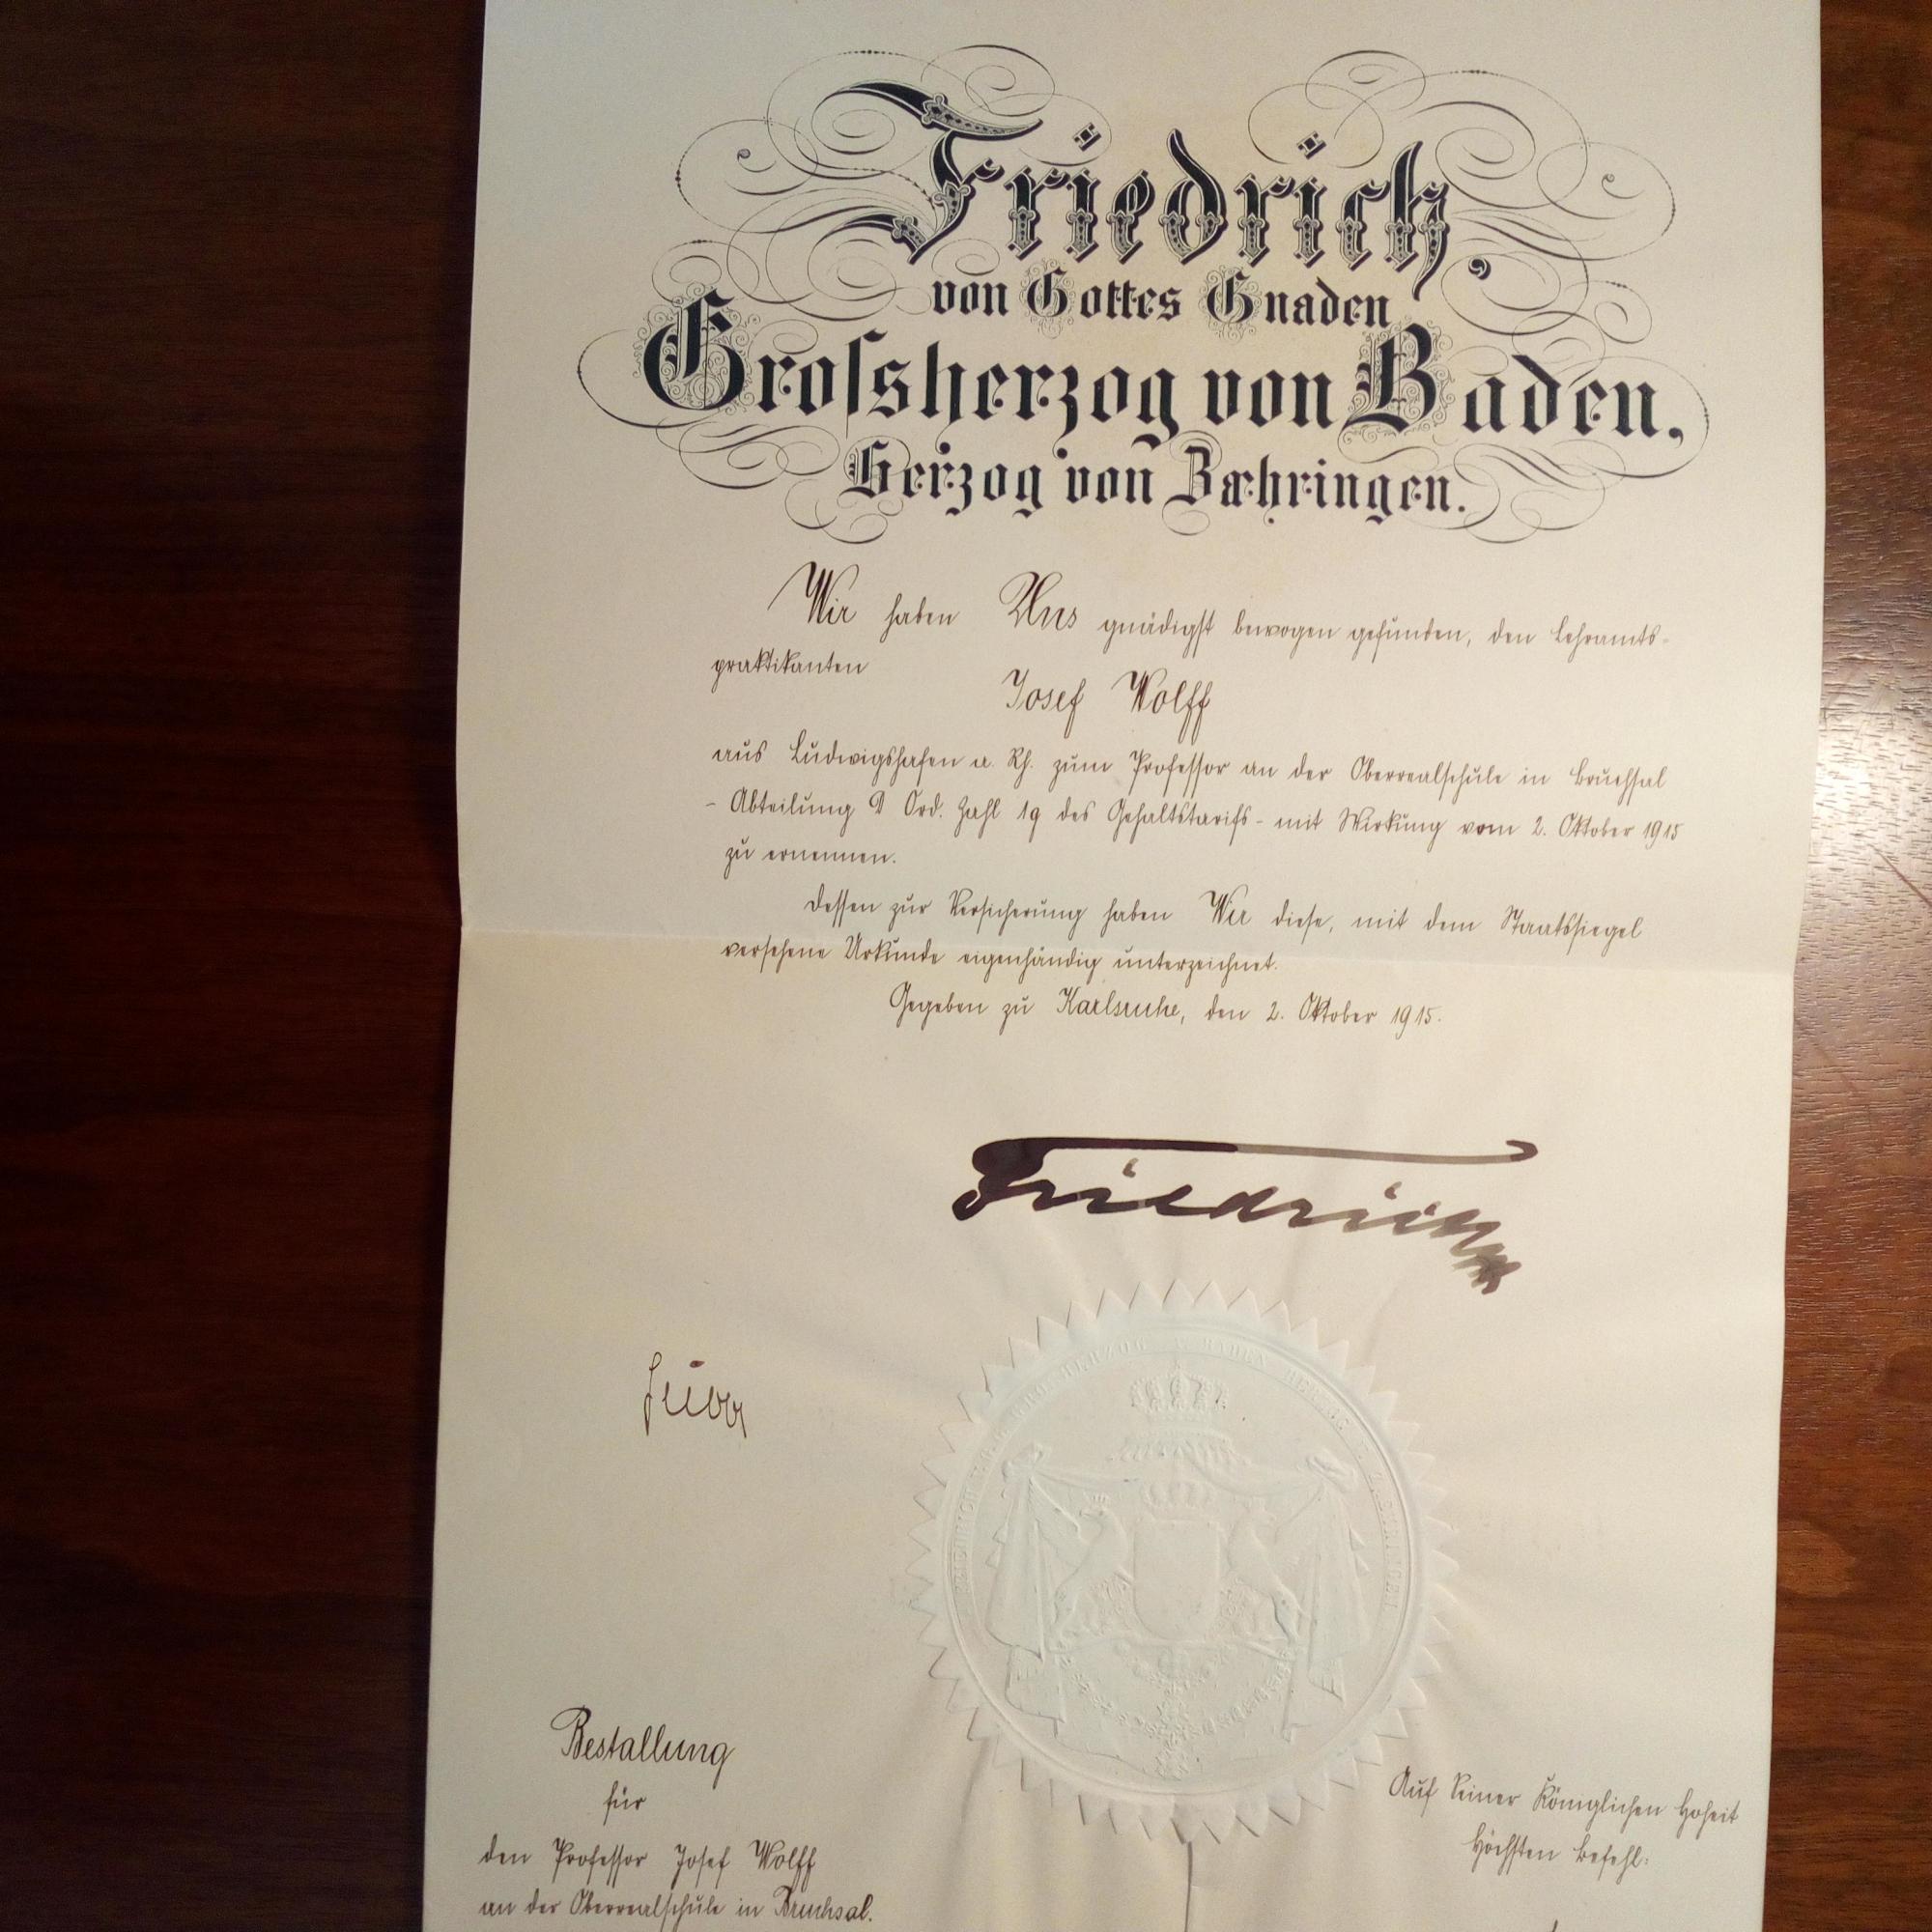 Friedrich,
von Gottes Gnaden
Grosſsherzog von Baden,
Herzog von Zæhringen.
Wir haben Uns gnädigst bewogen gefunden, den Lehramts-
praktikanten
Josef Wolff
aus Ludwigshafen a. Rh. zum Professor an der Oberrealschule in Bruchsal
- Abteilung D Ord. Zahl 19 des Gehaltstarifs - mit Wirkung vom 2. Oktober 1915
zu ernennen.
Dessen zur Versicherung haben Wir diese, mit dem Staatssiegel
versehene Urkunde eigenhändig unterzeichnet.
Gegeben zu Karlsruhe, den 2. Oktober 1915.
Friedrich
Bestallung
für
den Professor Josef Wolff
an der Oberrealschule in Bruchsal.
Auf Seiner Königlichen Hoheit
Höchsten Befehl: